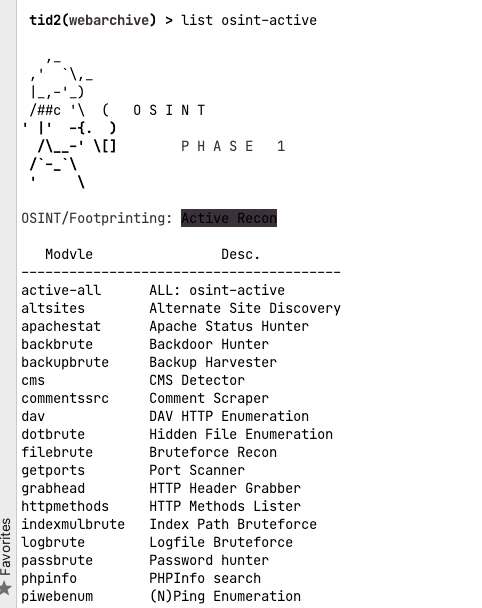 tid2(webarchive) > list osint-active
   ,_
 ,'  `\,_
 |_,-'_)
 /##c '\  (   O S I N T
' |'  -{.  )
  /\__-' \[]        P H A S E   1
 /`-_`\
 '     \
OSINT/Footprinting: Active Recon
Modvle Desc.
----------------------------------------
active-all ALL: osint-active
altsites Alternate Site Discovery
apachestat Apache Status Hunter
backbrute Backdoor Hunter
backupbrute Backup Harvester
cms CMS Detector
commentssrc Comment Scraper
dav DAV HTTP Enumeration
dotbrute Hidden File Enumeration
filebrute Bruteforce Recon
getports Port Scanner
grabhead HTTP Header Grabber
httpmethods HTTP Methods Lister
indexmulbrute Index Path Bruteforce
logbrute Logfile Bruteforce
passbrute Password hunter
phpinfo PHPInfo search
piwebenum (N)Ping Enumeration
Favorites